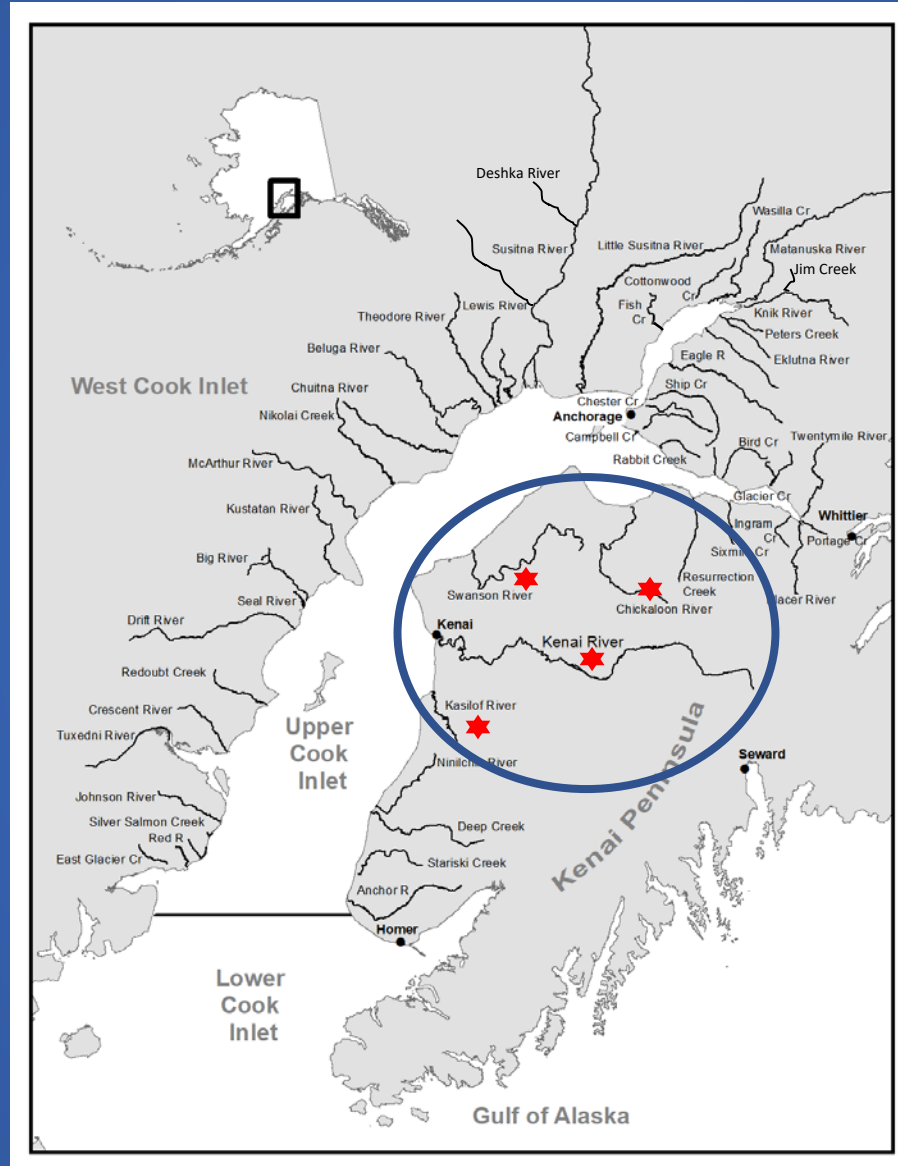 Deshka River
Wasilla Cr
Susitna River
Little Susitna River
Matanuska River
Jim Creek
Cottonwood
Cr
Fish
Cr
Lewis River
Theodore River
Knik River
Peters Creek
Beluga River
Eagle R
Eklutna River
West Cook Inlet
Chuitna River
Ship Cr
Nikolai Creek
Chester Cr
Anchorage
Campbell Cr
Bird Cr
Twentymile River
McArthur River
Rabbit Creek
Glacier Cr
Kustatan River
Whittier
Ingram
Cr
Portage Cr
Sixmile Cr
Big River
Resurrection
Creek
Swanson River
Seal River
Chickaloon River
Placer River
Drift River
Kenai
Kenai River
Redoubt Creek
Kasilof River
Crescent River
Upper
Cook
Inlet
Tuxedni River
Seward
Ninilchik River
Kenai Peninsula
Johnson River
Silver Salmon Creek
Deep Creek
Red R
East Glacier Cr
Stariski Creek
Anchor R
Homer
Lower
Cook
Inlet
Gulf of Alaska